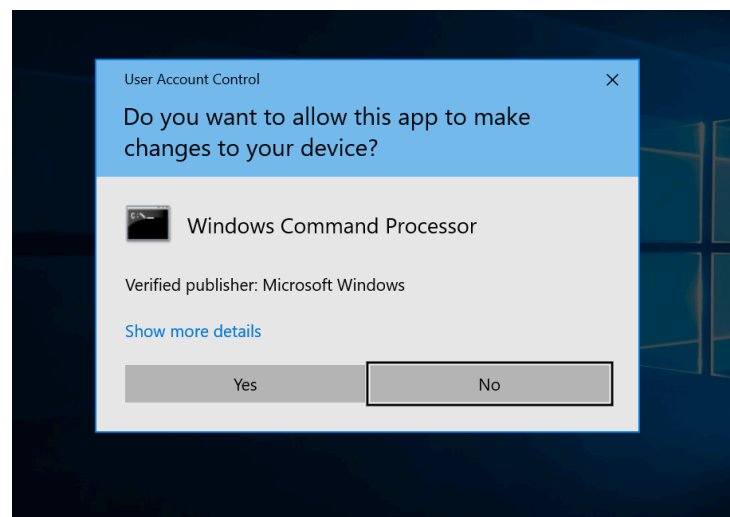 User Account Control
Do you want to allow this app to make
changes to your device?
C:\_
Windows Command Processor
Verified publisher: Microsoft Windows
Show more details
Yes
No